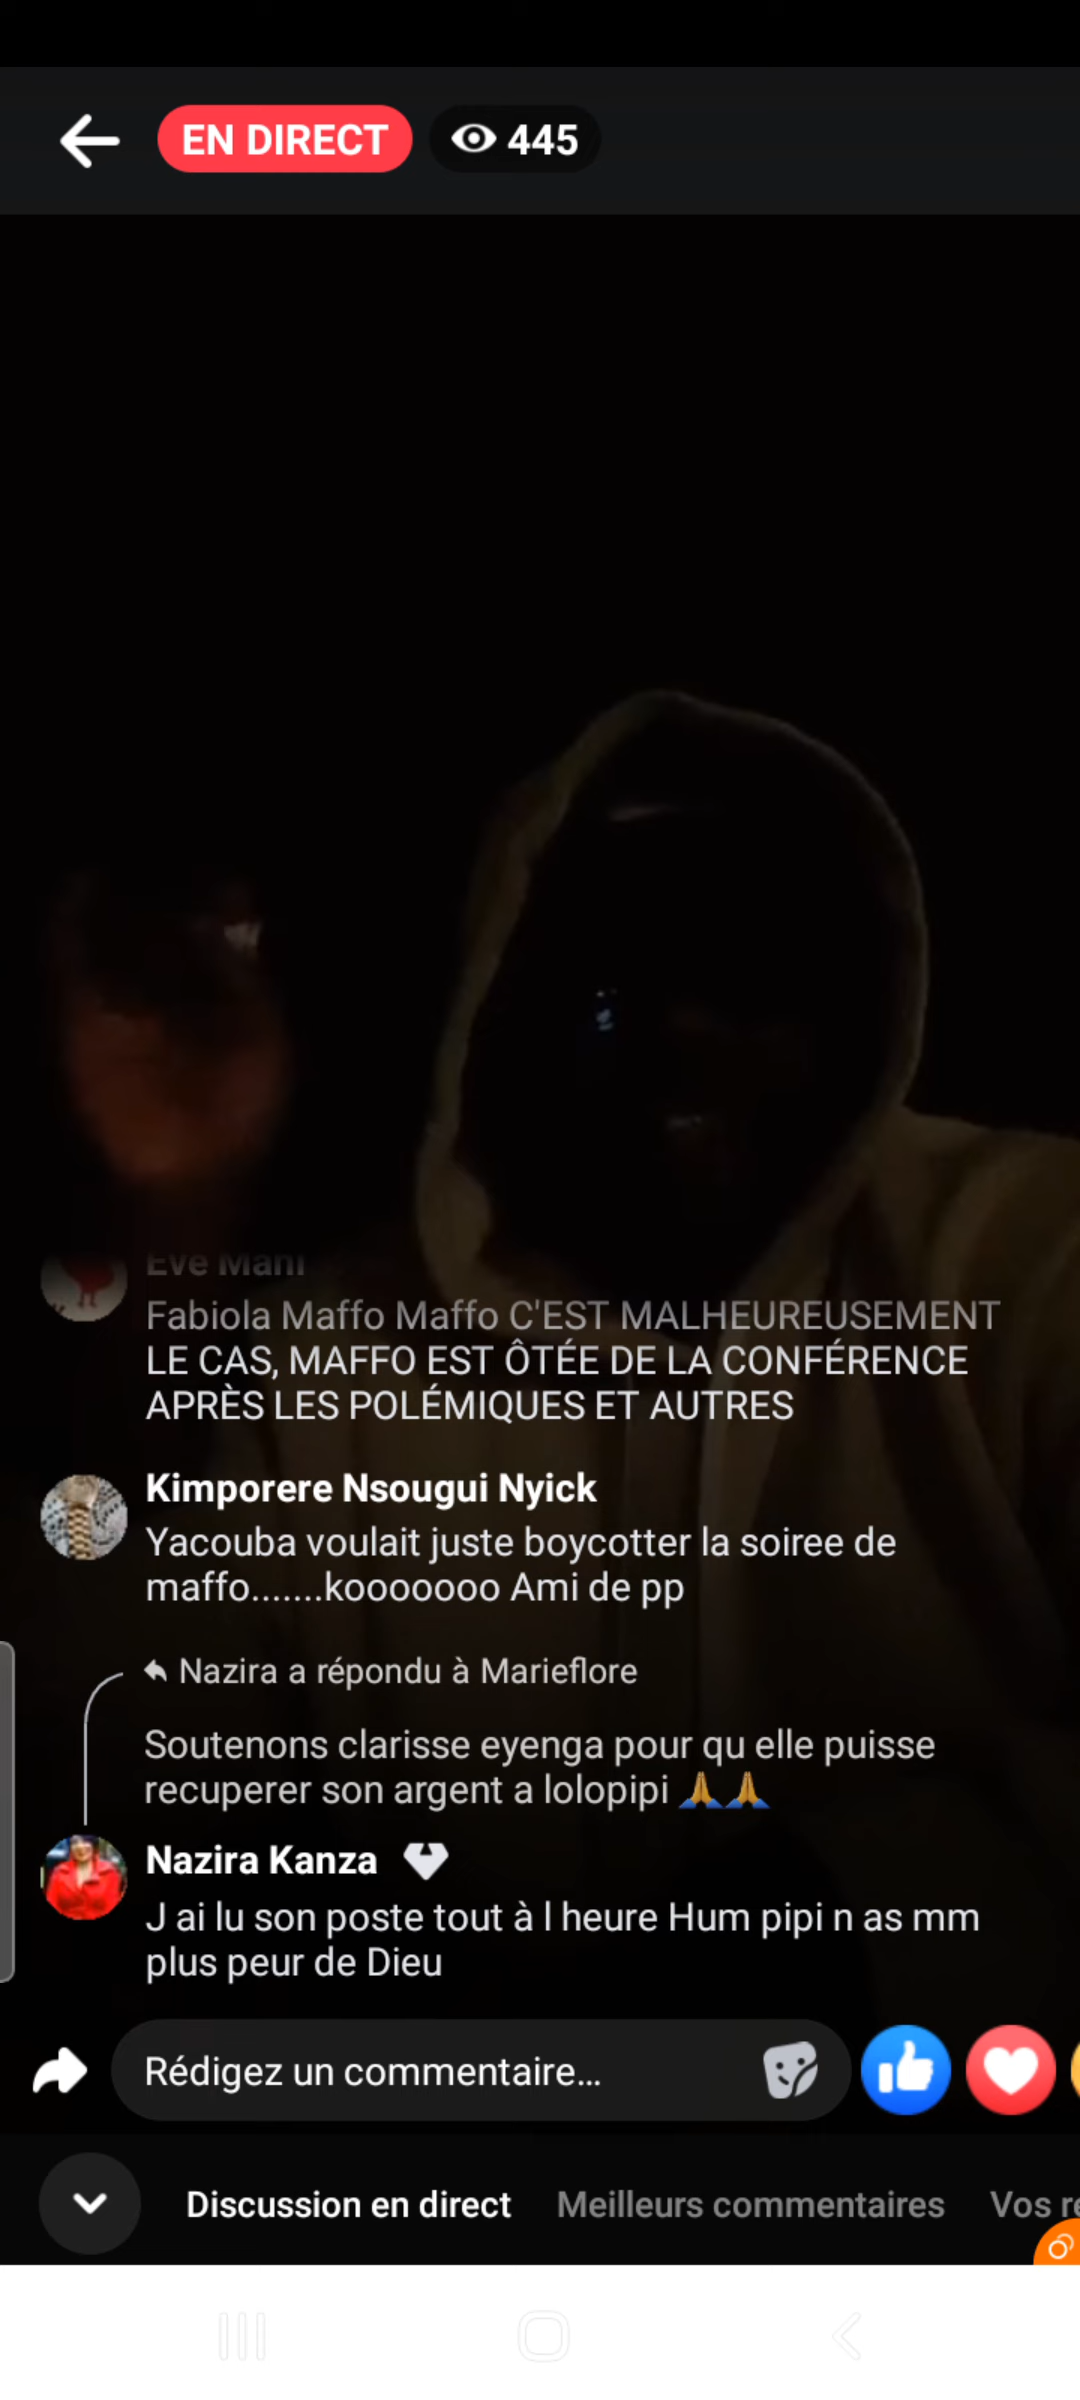 EN DIRECT 445
Eve Mani
Fabiola Maffo Maffo C'EST MALHEUREUSEMENT
LE CAS, MAFFO EST ÔTÉE DE LA CONFÉRENCE
APRÈS LES POLÉMIQUES ET AUTRES
Kimporere Nsougui Nyick
Yacouba voulait juste boycotter la soiree de
maffo.......kooooooo Ami de pp
Nazira a répondu à Marieflore
Soutenons clarisse eyenga pour qu elle puisse
recuperer son argent a lolopipi 🙏🙏
Nazira Kanza
J ai lu son poste tout à l heure Hum pipi n as mm
plus peur de Dieu
Rédigez un commentaire...
Discussion en direct Meilleurs commentaires Vos